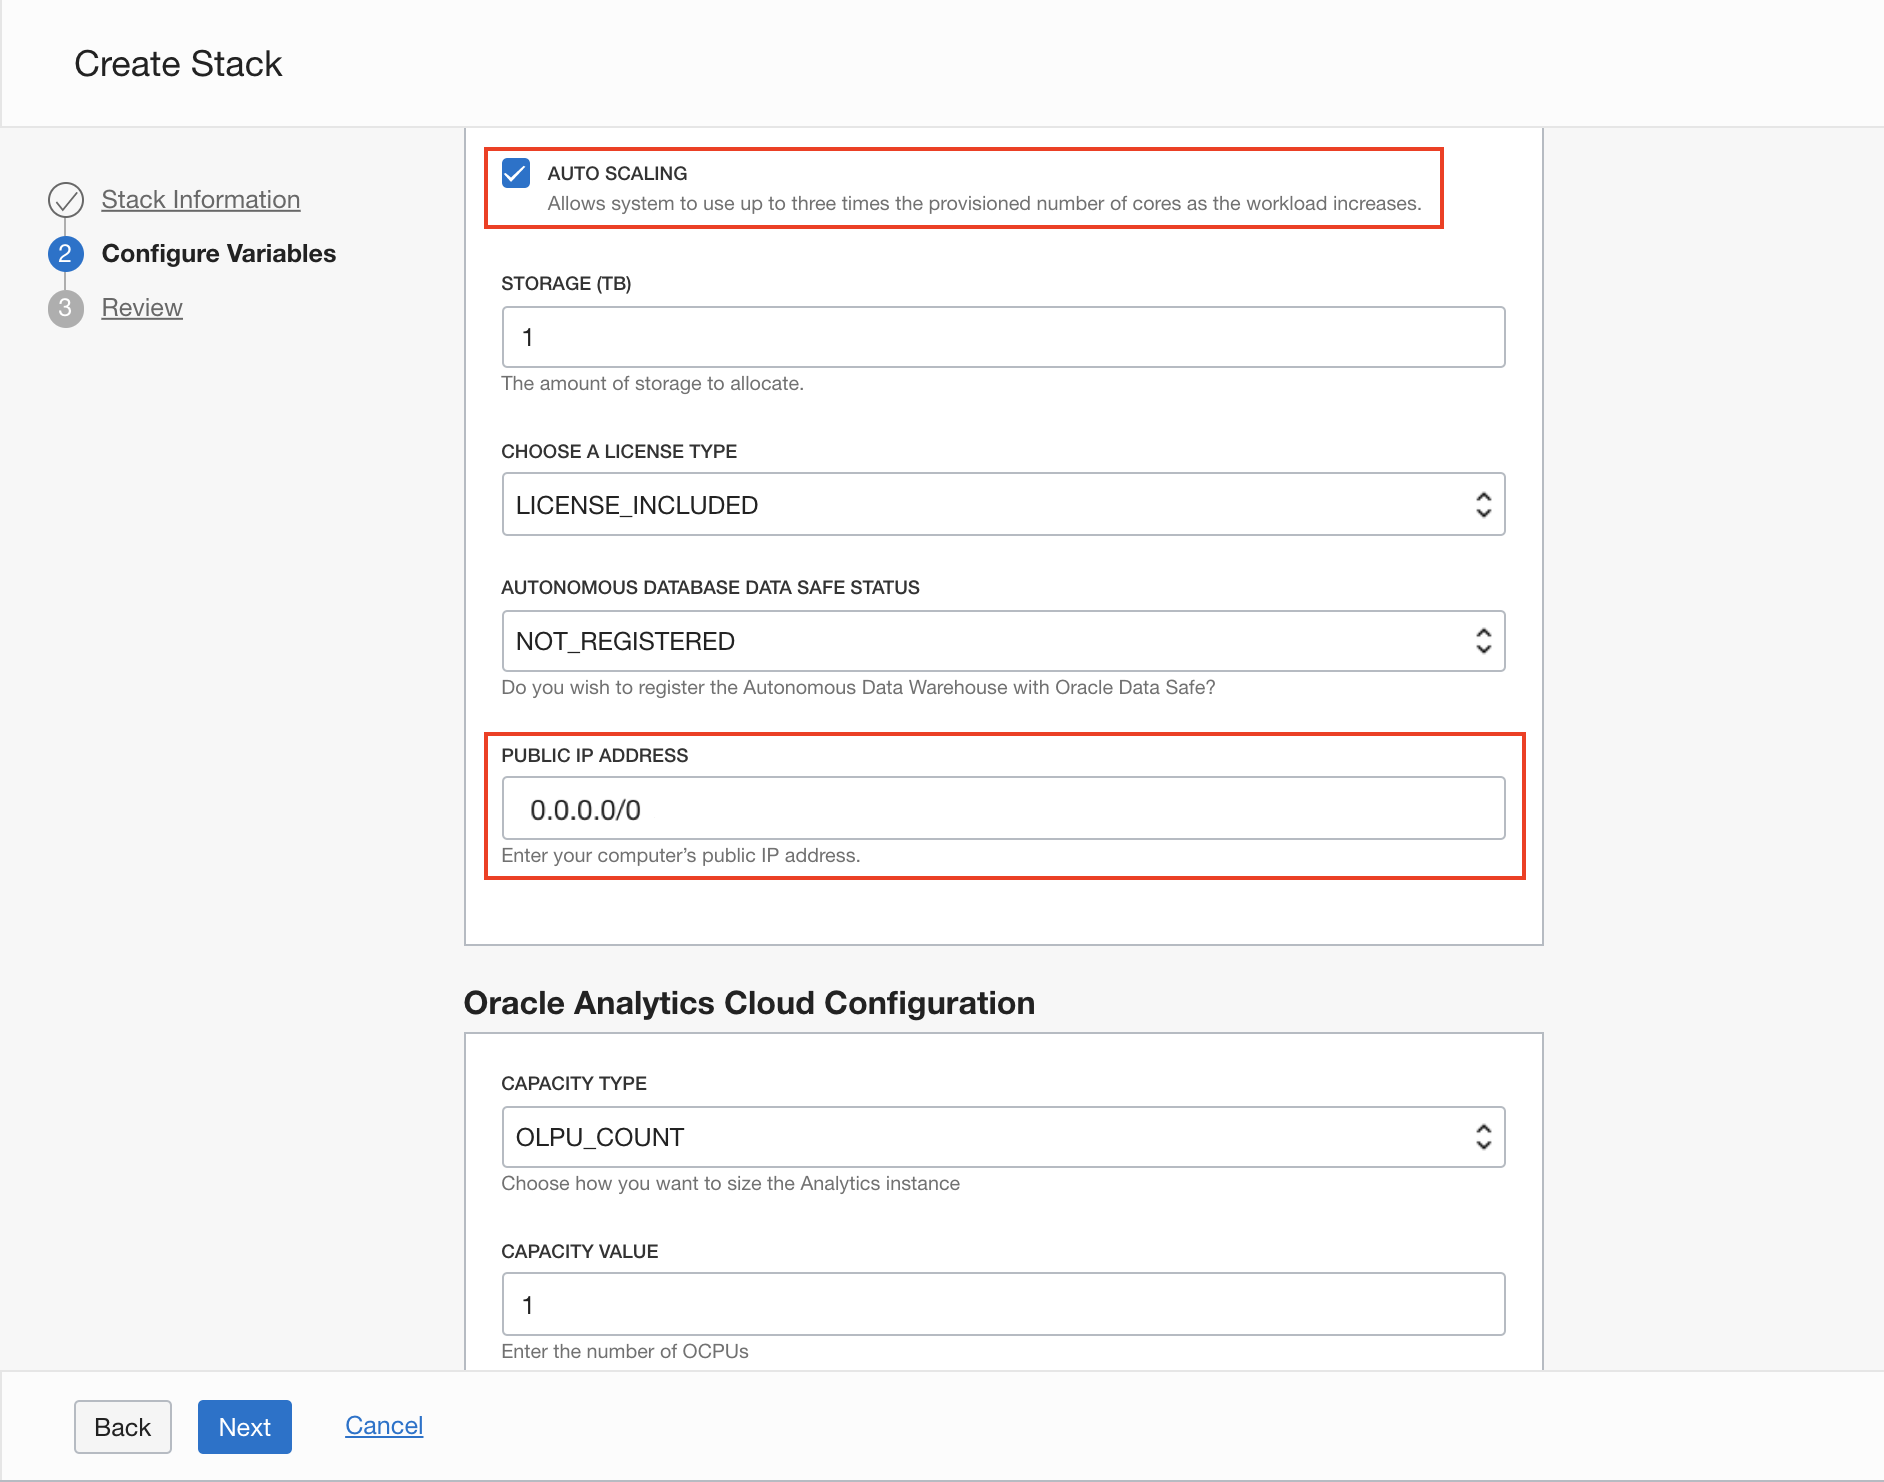 Create Stack
Stack Information
2 Configure Variables
3 Review
AUTO SCALING
Allows system to use up to three times the provisioned number of cores as the workload increases.
STORAGE (TB)
1
The amount of storage to allocate.
CHOOSE A LICENSE TYPE
LICENSE_INCLUDED
AUTONOMOUS DATABASE DATA SAFE STATUS
NOT_REGISTERED
Do you wish to register the Autonomous Data Warehouse with Oracle Data Safe?
PUBLIC IP ADDRESS
0.0.0.0/0
Enter your computer’s public IP address.
Oracle Analytics Cloud Configuration
CAPACITY TYPE
OLPU_COUNT
Choose how you want to size the Analytics instance
CAPACITY VALUE
1
Enter the number of OCPUs
Back Next Cancel